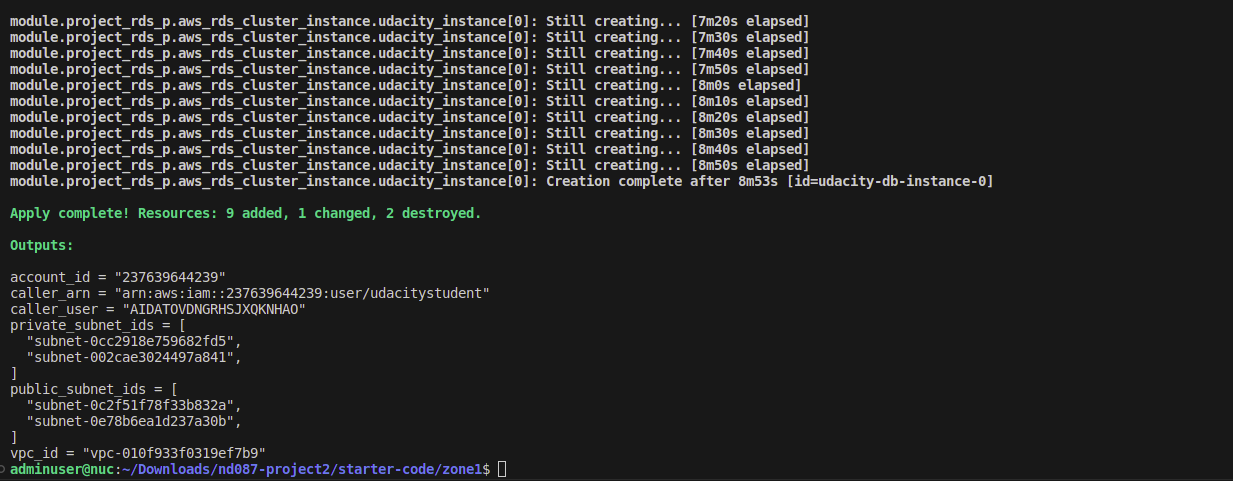 module.project_rds_p.aws_rds_cluster_instance.udacity_instance[0]: Still creating... [7m20s elapsed]
module.project_rds_p.aws_rds_cluster_instance.udacity_instance[0]: Still creating... [7m30s elapsed]
module.project_rds_p.aws_rds_cluster_instance.udacity_instance[0]: Still creating... [7m40s elapsed]
module.project_rds_p.aws_rds_cluster_instance.udacity_instance[0]: Still creating... [7m50s elapsed]
module.project_rds_p.aws_rds_cluster_instance.udacity_instance[0]: Still creating... [8m0s elapsed]
module.project_rds_p.aws_rds_cluster_instance.udacity_instance[0]: Still creating... [8m10s elapsed]
module.project_rds_p.aws_rds_cluster_instance.udacity_instance[0]: Still creating... [8m20s elapsed]
module.project_rds_p.aws_rds_cluster_instance.udacity_instance[0]: Still creating... [8m30s elapsed]
module.project_rds_p.aws_rds_cluster_instance.udacity_instance[0]: Still creating... [8m40s elapsed]
module.project_rds_p.aws_rds_cluster_instance.udacity_instance[0]: Still creating... [8m50s elapsed]
module.project_rds_p.aws_rds_cluster_instance.udacity_instance[0]: Creation complete after 8m53s [id=udacity-db-instance-0]
Apply complete! Resources: 9 added, 1 changed, 2 destroyed.
Outputs:
account_id = "237639644239"
caller_arn = "arn:aws:iam::237639644239:user/udacitystudent"
caller_user = "AIDATOVDNGRHSJXQKNHAO"
private_subnet_ids = [
  "subnet-0cc2918e759682fd5",
  "subnet-002cae3024497a841",
]
public_subnet_ids = [
  "subnet-0c2f51f78f33b832a",
  "subnet-0e78b6ea1d237a30b",
]
vpc_id = "vpc-010f933f0319ef7b9"
adminuser@nuc:~/Downloads/nd087-project2/starter-code/zone1$